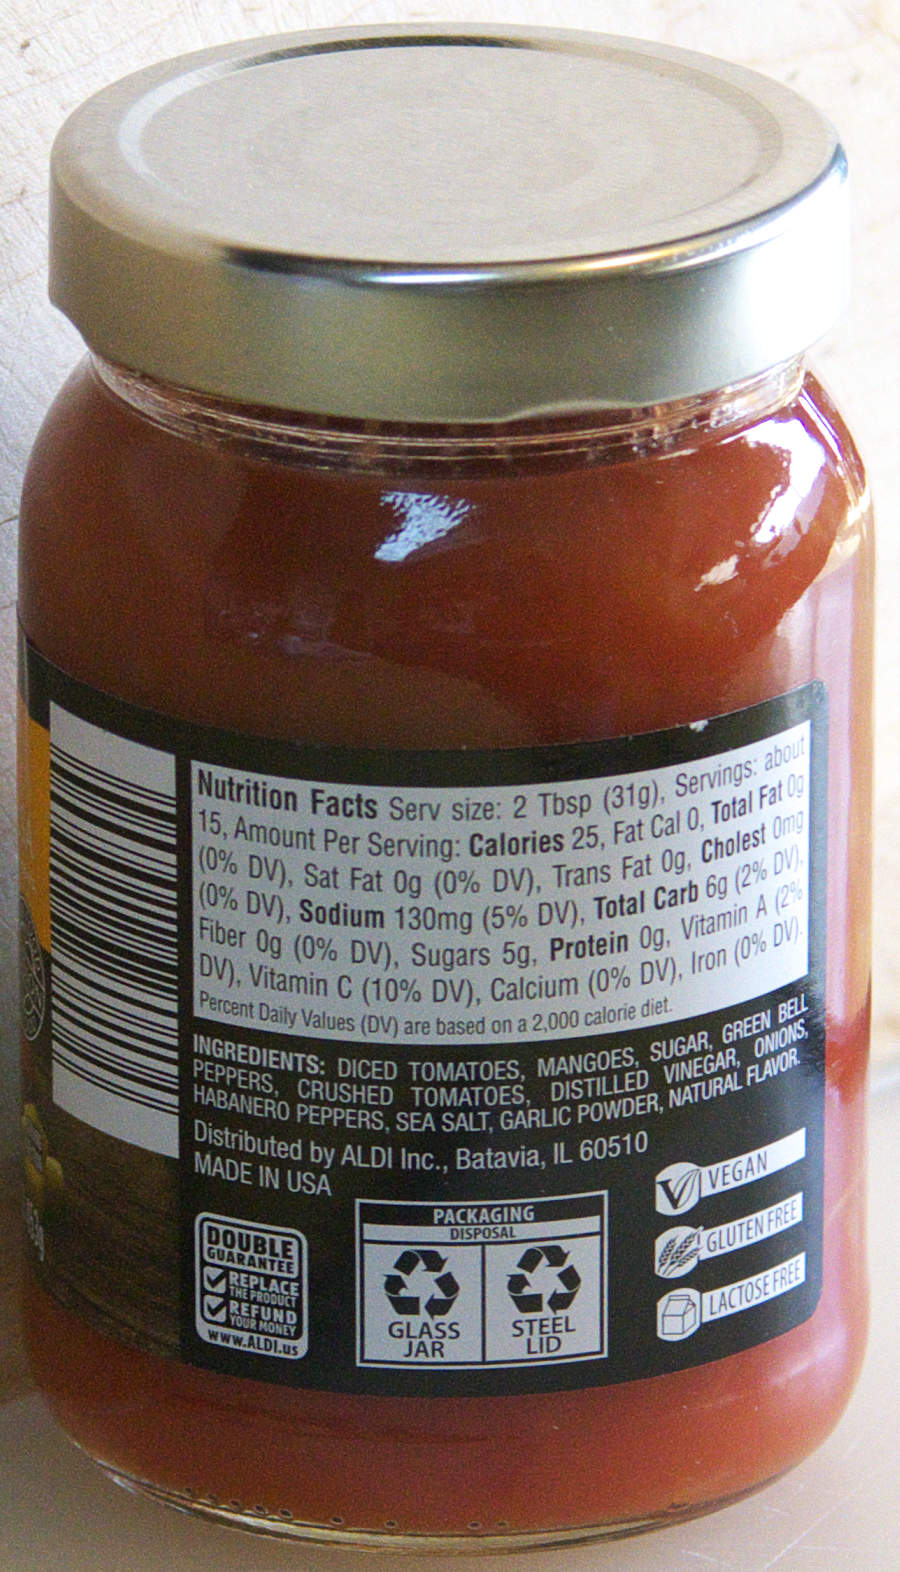 Nutrition Facts Serv size: 2 Tbsp (31g), Servings: about
15, Amount Per Serving: Calories 25, Fat Cal 0, Total Fat 0g
(0% DV), Sat Fat 0g (0% DV), Trans Fat 0g, Cholest 0mg
(0% DV), Sodium 130mg (5% DV), Total Carb 6g (2% DV),
Fiber 0g (0% DV), Sugars 5g, Protein 0g, Vitamin A (2%
DV), Vitamin C (10% DV), Calcium (0% DV), Iron (0% DV).
Percent Daily Values (DV) are based on a 2,000 calorie diet.
INGREDIENTS: DICED TOMATOES, MANGOES, SUGAR, GREEN BELL
PEPPERS, CRUSHED TOMATOES, DISTILLED VINEGAR, ONIONS,
HABANERO PEPPERS, SEA SALT, GARLIC POWDER, NATURAL FLAVOR.
Distributed by ALDI Inc., Batavia, IL 60510
MADE IN USA
DOUBLE
GUARANTEE
REPLACE
THE PRODUCT
REFUND
YOUR MONEY
WWW.ALDI.us
PACKAGING
DISPOSAL
GLASS
JAR
STEEL
LID
VEGAN
GLUTEN FREE
LACTOSE FREE